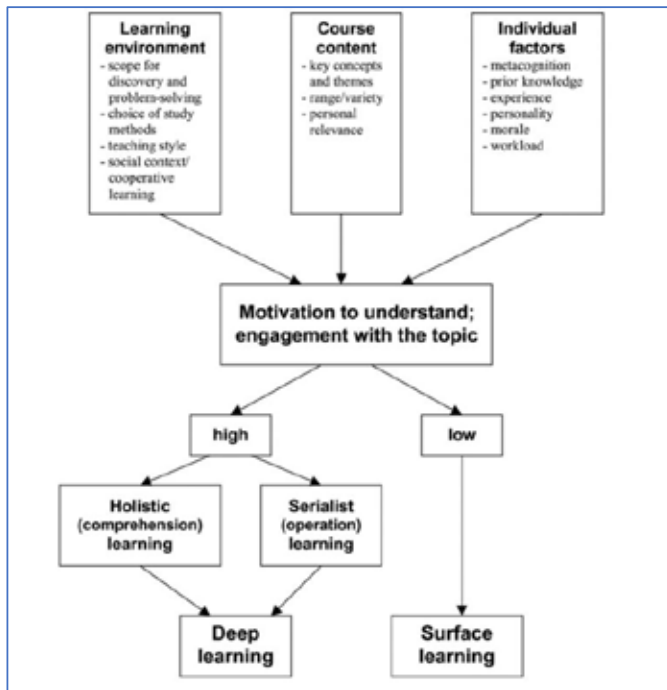 Learning
environment
- scope for
discovery and
problem-solving
- choice of study
methods
- teaching style
- social context/
cooperative
learning
Course
content
- key concepts
and themes
- range/variety
- personal
relevance
Individual
factors
- metacognition
- prior knowledge
- experience
- personality
- morale
- workload
Motivation to understand;
engagement with the topic
high
low
Holistic
(comprehension)
learning
Serialist
(operation)
learning
Deep
learning
Surface
learning